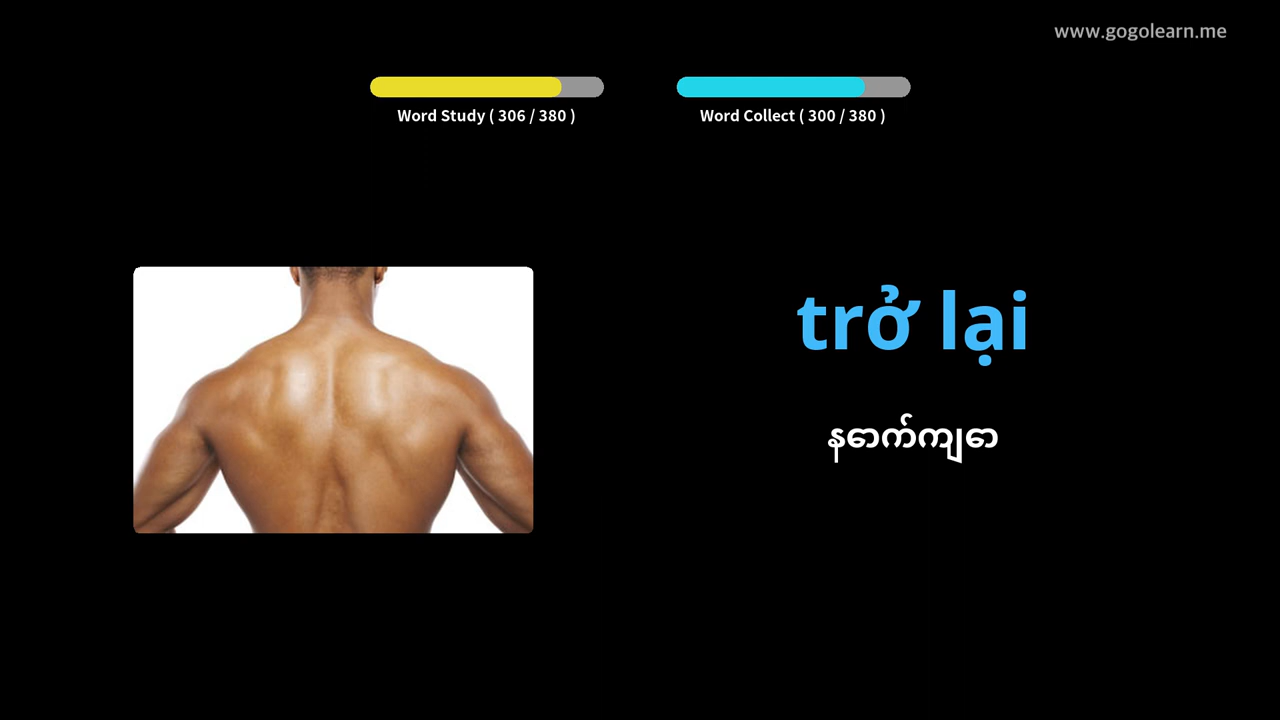 www.gogolearn.me
Word Study ( 306 / 380 )
Word Collect ( 300 / 380 )
trở lại
နောက်ကျော